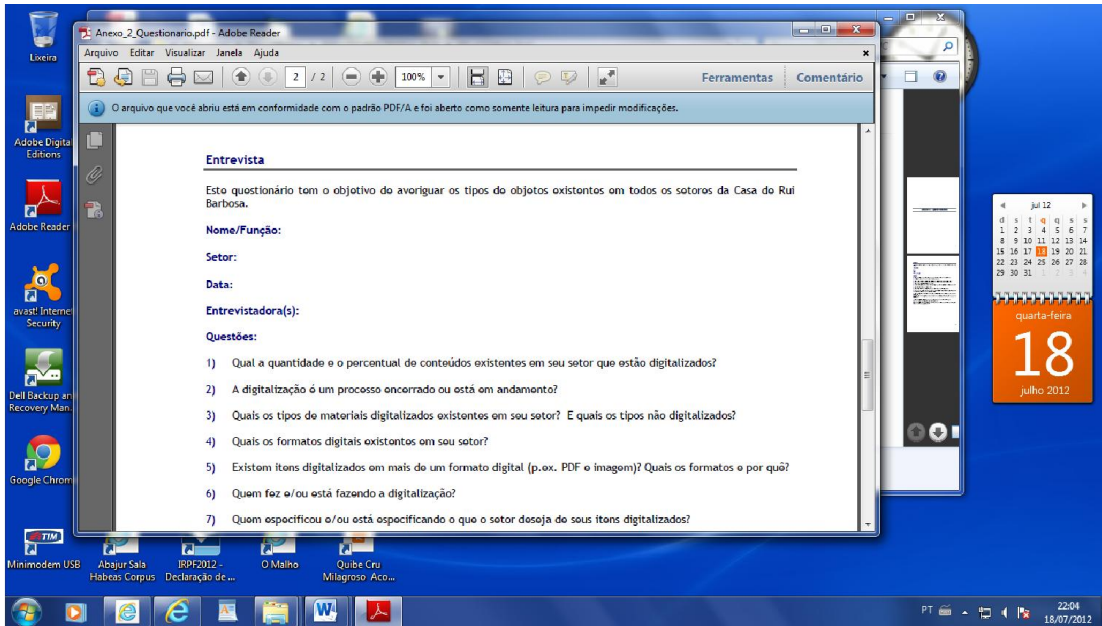 Lixeira
Adobe Digital
Editions
Adobe Reader
avast! Internet
Security
Dell Backup an
Recovery Man.
Google Chrom
TIM
Minimodem USB
Abajur Sala
Habeas Corpus
IRPF2012 -
Declaração de ...
O Malho
Quibe Cru
Milagroso Aco...
Anexo_2_Questionario.pdf - Adobe Reader
Arquivo Editar Visualizar Janela Ajuda
2 / 2 100% Ferramentas Comentário
O arquivo que você abriu está em conformidade com o padrão PDF/A e foi aberto como somente leitura para impedir modificações.
Entrevista
Este questionário tem o objetivo de averiguar os tipos de objetos existentes em todos os setores da Casa de Rui
Barbosa.
Nome/Função:
Setor:
Data:
Entrevistadora(s):
Questões:
1) Qual a quantidade e o percentual de conteúdos existentes em seu setor que estão digitalizados?
2) A digitalização é um processo encerrado ou está em andamento?
3) Quais os tipos de materiais digitalizados existentes em seu setor? E quais os tipos não digitalizados?
4) Quais os formatos digitais existentes em seu setor?
5) Existem itens digitalizados em mais de um formato digital (p.ex. PDF e imagem)? Quais os formatos e por quê?
6) Quem fez e/ou está fazendo a digitalização?
7) Quem especificou e/ou está especificando o que o setor deseja de seus itens digitalizados?
jul 12
d s t q q s s
1 2 3 4 5 6 7
8 9 10 11 12 13 14
15 16 17 18 19 20 21
22 23 24 25 26 27 28
29 30 31 1 2 3 4
quarta-feira
18
julho 2012
PT
22:04
18/07/2012